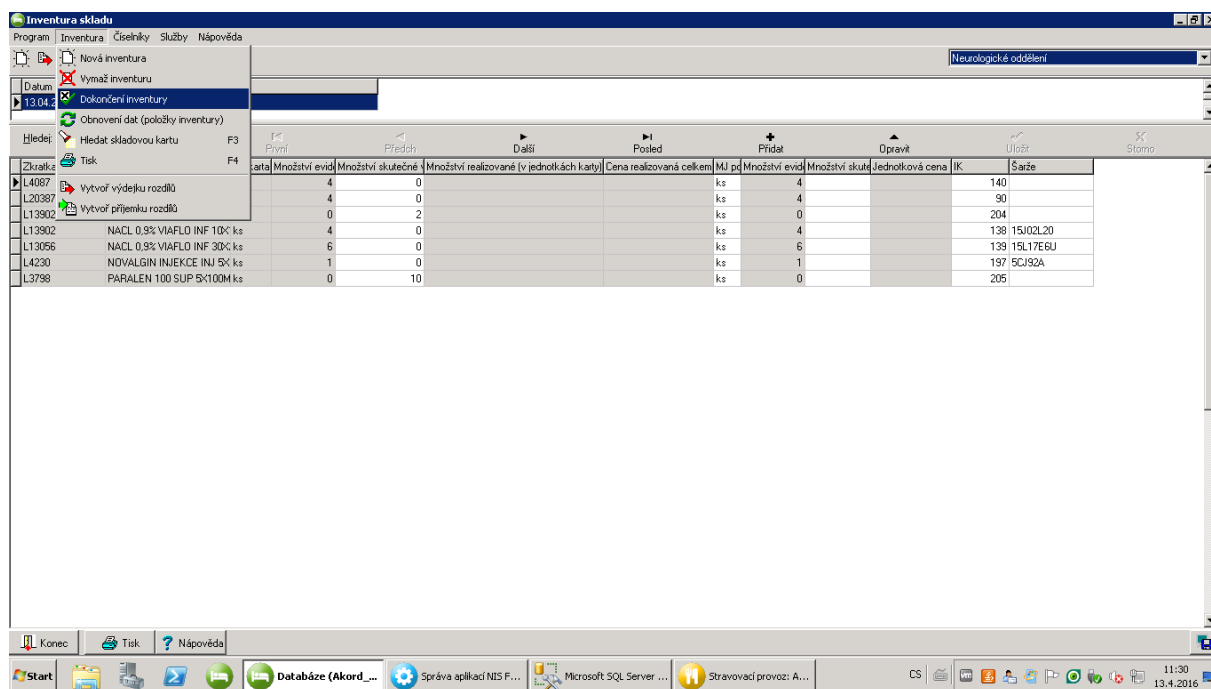 Inventura skladu
Program Inventura Číselníky Služby Nápověda
Nová inventura
Neurologické oddělení
Vymaž inventuru
Datum
Dokončení inventury
13.04.2
Obnovení dat (položky inventury)
Hledej: Hledat skladovou kartu F3 První Předch Další Posled Přidat Opravit Uložit Storno
Tisk F4
Zkratka karta Množství evid Množství skutečné v Množství realizované (v jednotkách karty) Cena realizovaná celkem MJ po Množství evid Množství skute Jednotková cena IK Šarže
L4087 4 0 ks 4 140
Vytvoř výdejku rozdílů
L20387 4 0 ks 4 90
Vytvoř příjemku rozdílů
L13902 0 2 ks 0 204
L13902 NACL 0,9% VIAFLO INF 10X ks 4 0 ks 4 138 15J02L20
L13056 NACL 0,9% VIAFLO INF 30X ks 6 0 ks 6 139 15L17E6U
L4230 NOVALGIN INJEKCE INJ 5X ks 1 0 ks 1 197 5CJ92A
L3798 PARALEN 100 SUP 5X100M ks 0 10 ks 0 205
Konec Tisk Nápověda
Start Databáze (Akord_... Správa aplikací NIS F... Microsoft SQL Server ... Stravovací provoz: A... CS 11:30
13.4.2016